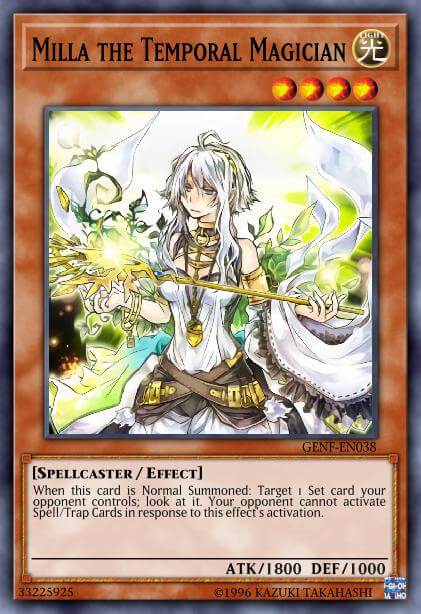 MILLA THE TEMPORAL MAGICIAN
LIGHT
光
GENF-EN038
[SPELLCASTER / EFFECT]
When this card is Normal Summoned: Target 1 Set card your
opponent controls; look at it. Your opponent cannot activate
Spell/Trap Cards in response to this effect's activation.
ATK/1800 DEF/1000
33225925
©1996 KAZUKI TAKAHASHI